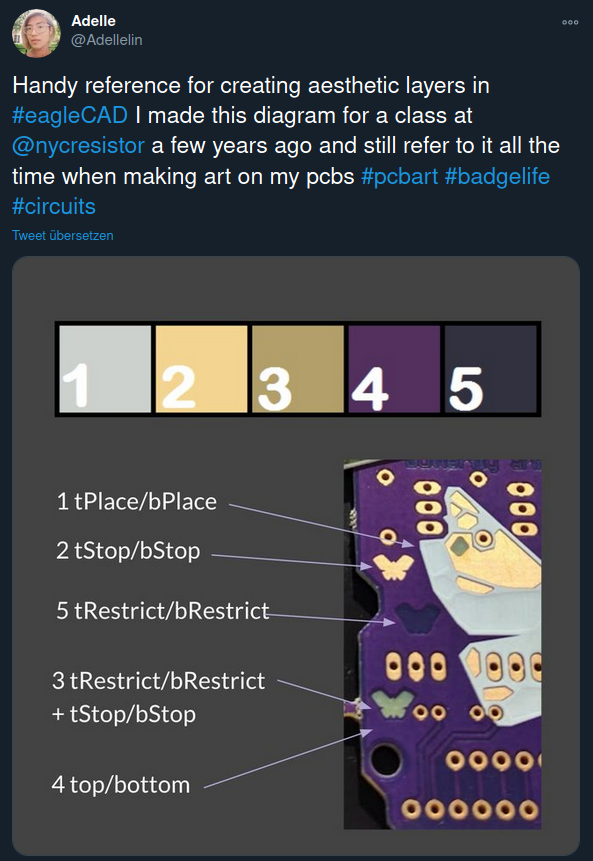 Adelle
@Adellelin
Handy reference for creating aesthetic layers in
#eagleCAD I made this diagram for a class at
@nycresistor a few years ago and still refer to it all the
time when making art on my pcbs #pcbart #badgelife
#circuits
Tweet übersetzen
1 2 3 4 5
1 tPlace/bPlace
2 tStop/bStop
5 tRestrict/bRestrict
3 tRestrict/bRestrict
+ tStop/bStop
4 top/bottom